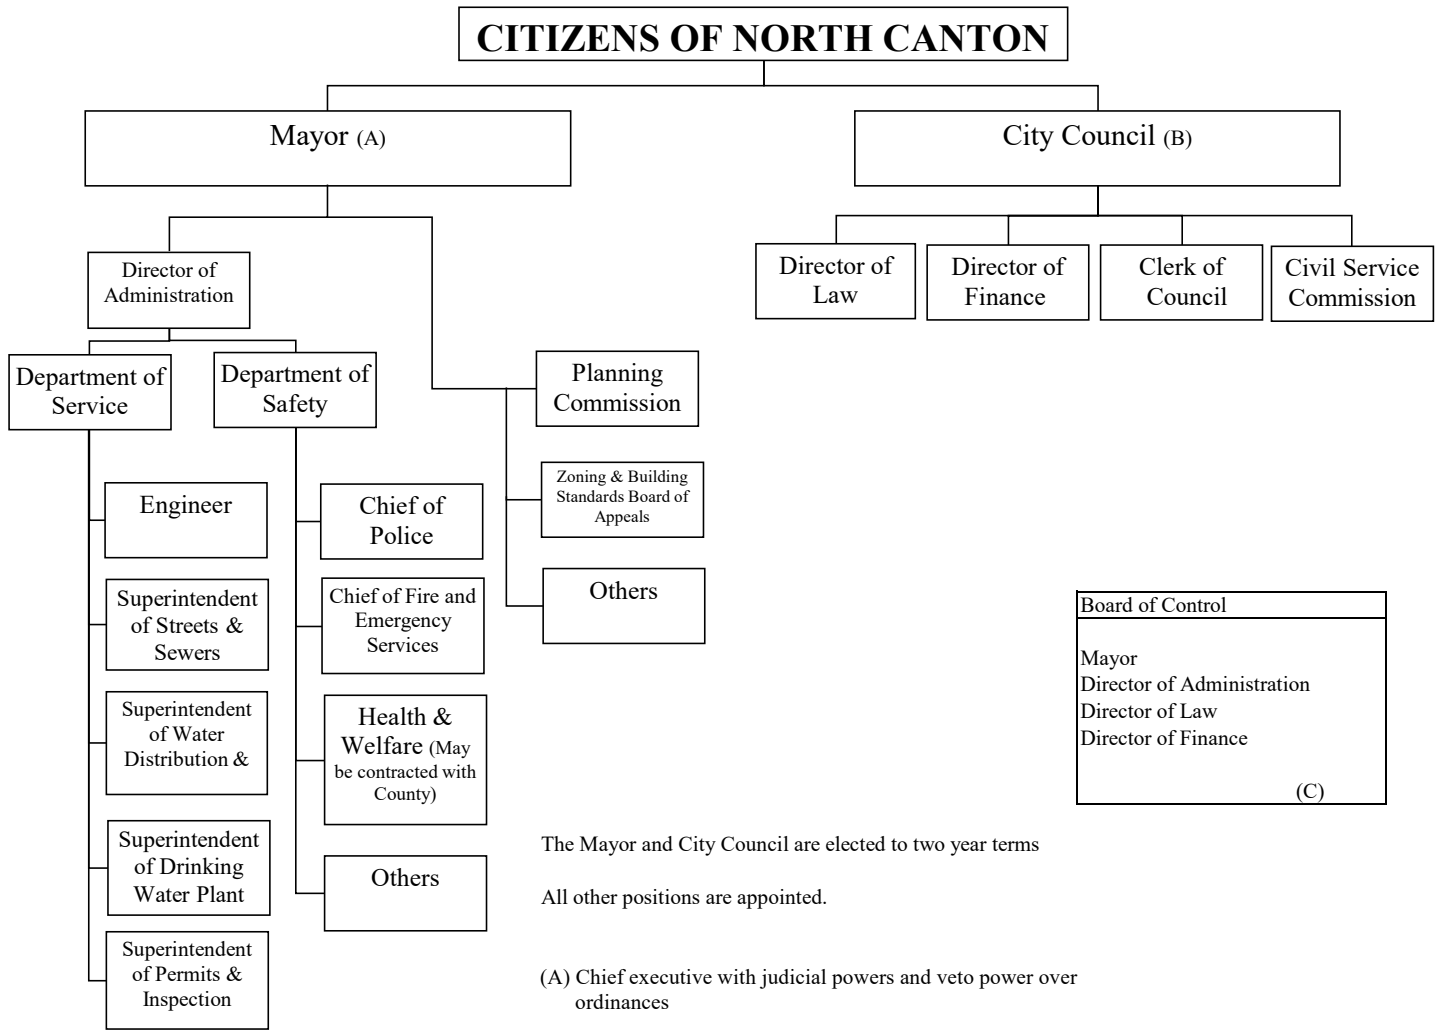 CITIZENS OF NORTH CANTON
Mayor (A)
City Council (B)
Director of
Administration
Director of
Law
Director of
Finance
Clerk of
Council
Civil Service
Commission
Department of
Service
Department of
Safety
Planning
Commission
Zoning & Building
Standards Board of
Appeals
Others
Engineer
Superintendent
of Streets &
Sewers
Superintendent
of Water
Distribution &
Superintendent
of Drinking
Water Plant
Superintendent
of Permits &
Inspection
Chief of
Police
Chief of Fire and
Emergency
Services
Health &
Welfare (May
be contracted with
County)
Others
Board of Control
Mayor
Director of Administration
Director of Law
Director of Finance
(C)
The Mayor and City Council are elected to two year terms
All other positions are appointed.
(A) Chief executive with judicial powers and veto power over
ordinances